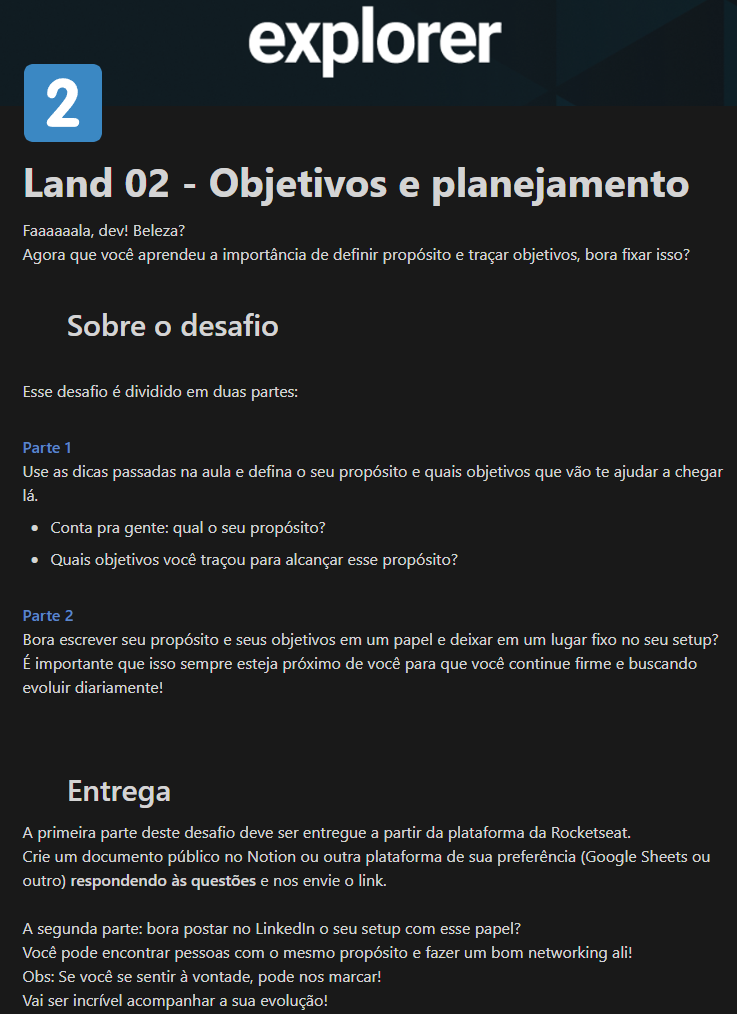 explorer
2
Land 02 - Objetivos e planejamento
Faaaaaala, dev! Beleza?
Agora que você aprendeu a importância de definir propósito e traçar objetivos, bora fixar isso?
Sobre o desafio
Esse desafio é dividido em duas partes:
Parte 1
Use as dicas passadas na aula e defina o seu propósito e quais objetivos que vão te ajudar a chegar
lá.
• Conta pra gente: qual o seu propósito?
• Quais objetivos você traçou para alcançar esse propósito?
Parte 2
Bora escrever seu propósito e seus objetivos em um papel e deixar em um lugar fixo no seu setup?
É importante que isso sempre esteja próximo de você para que você continue firme e buscando
evoluir diariamente!
Entrega
A primeira parte deste desafio deve ser entregue a partir da plataforma da Rocketseat.
Crie um documento público no Notion ou outra plataforma de sua preferência (Google Sheets ou
outro) respondendo às questões e nos envie o link.
A segunda parte: bora postar no LinkedIn o seu setup com esse papel?
Você pode encontrar pessoas com o mesmo propósito e fazer um bom networking ali!
Obs: Se você se sentir à vontade, pode nos marcar!
Vai ser incrível acompanhar a sua evolução!